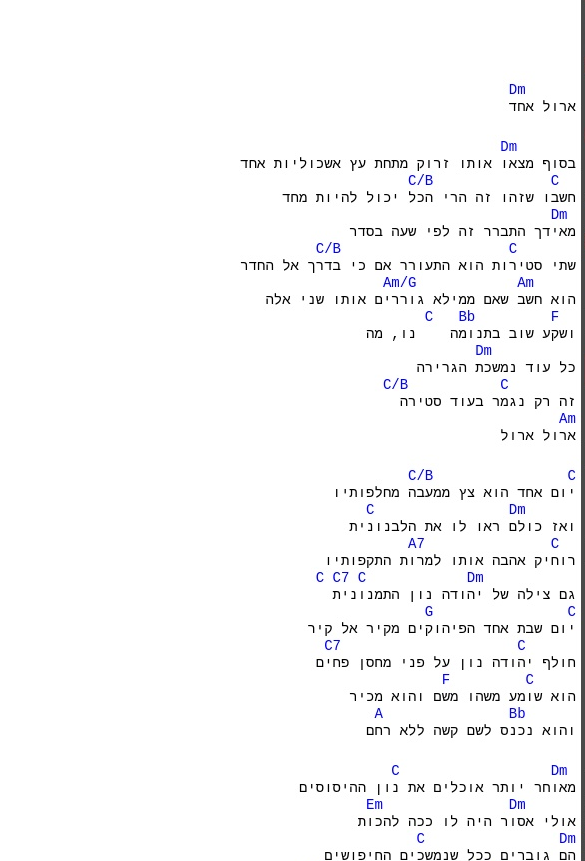 Dm
ארול אחד
Dm
בסוף מצאו אותו זרוק מתחת עץ אשכוליות אחד
C/B C
חשבו שזהו זה הרי הכל יכול להיות מחד
Dm
מאידך התברר זה לפי שעה בסדר
C/B C
שתי סטירות הוא התעורר אם כי בדרך אל החדר
Am/G Am
הוא חשב שאם ממילא גוררים אותו שני אלה
C Bb F
ושקע שוב בתנומה נו, מה
Dm
כל עוד נמשכת הגרירה
C/B C
זה רק נגמר בעוד סטירה
Am
ארול ארול
C/B C
יום אחד הוא צץ ממעבה מחלפותיו
C Dm
ואז כולם ראו לו את הלבנונית
A7 C
רוחיק אהבה אותו למרות התקפותיו
C C7 C Dm
גם צילה של יהודה נון התמנונית
G C
יום שבת אחד הפיהוקים מקיר אל קיר
C7 C
חולף יהודה נון על פני מחסן פחים
F C
הוא שומע משהו משם והוא מכיר
A Bb
והוא נכנס לשם קשה ללא רחם
C Dm
מאוחר יותר אוכלים את נון ההיסוסים
Em Dm
אולי אסור היה לו ככה להכות
C Dm
הם גוברים ככל שנמשכים החיפושים